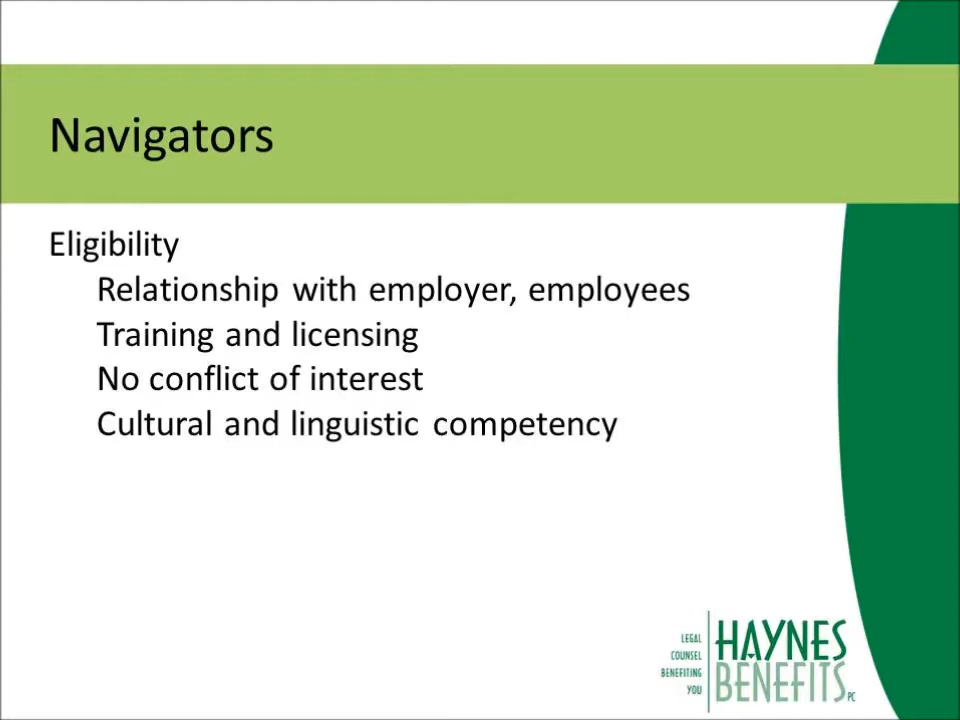 Navigators
Eligibility
Relationship with employer, employees
Training and licensing
No conflict of interest
Cultural and linguistic competency
LEGAL
COUNSEL
BENEFITING
YOU
HAYNES
BENEFITS PC